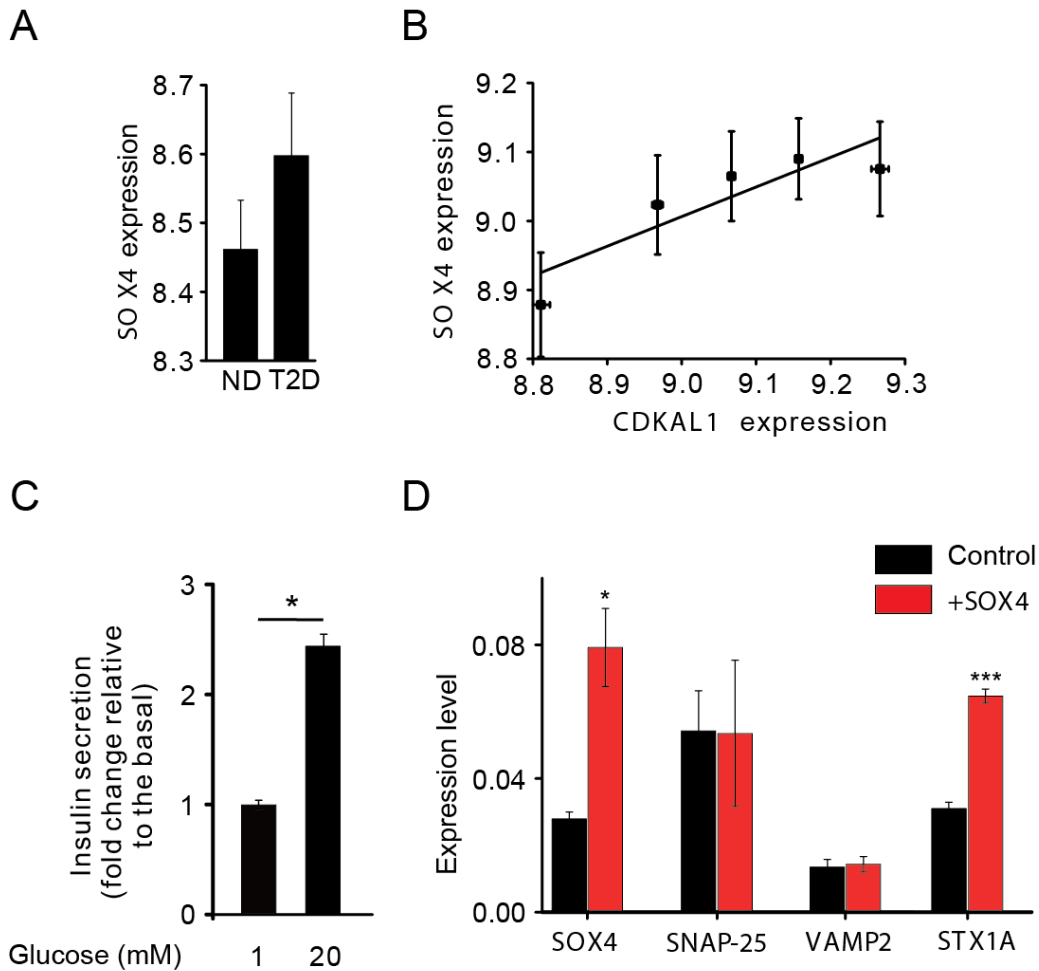 A
SO X4 expression
8.7
8.6
8.5
8.4
8.3
ND T2D
B
SO X4 expression
9.2
9.1
9.0
8.9
8.8
8.8 8.9 9.0 9.1 9.2 9.3
CDKAL1 expression
C
Insulin secretion
(fold change relative
to the basal)
3
2
1
0
*
Glucose (mM) 1 20
D
Control
+SOX4
Expression level
0.08
0.04
0.00
*
***
SOX4 SNAP-25 VAMP2 STX1A